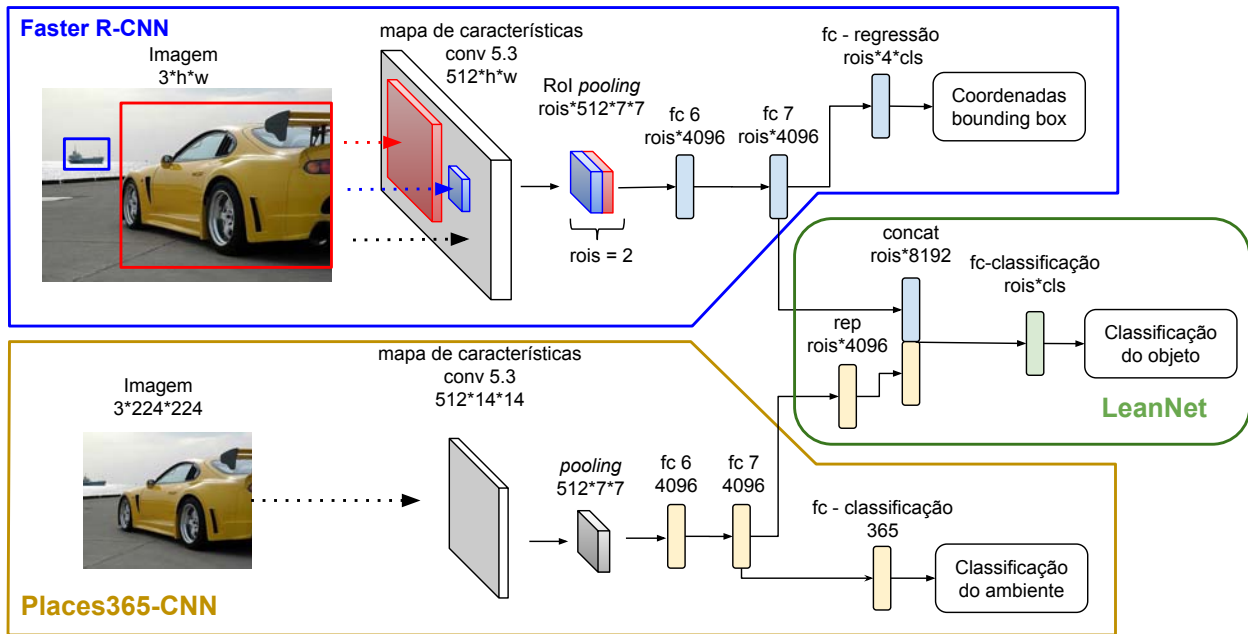 Faster R-CNN
Imagem
3*h*w
mapa de características
conv 5.3
512*h*w
RoI pooling
rois*512*7*7
rois = 2
fc 6
rois*4096
fc 7
rois*4096
fc - regressão
rois*4*cls
Coordenadas
bounding box
concat
rois*8192
rep
rois*4096
fc-classificação
rois*cls
Classificação
do objeto
LeanNet
Imagem
3*224*224
mapa de características
conv 5.3
512*14*14
pooling
512*7*7
fc 6
4096
fc 7
4096
fc - classificação
365
Classificação
do ambiente
Places365-CNN